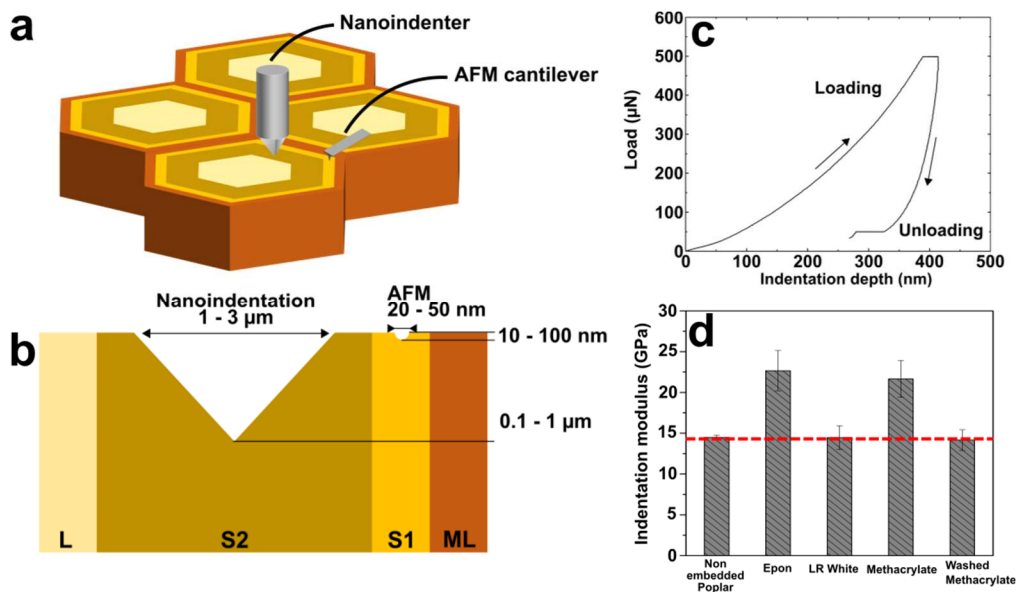 a
Nanoindenter
AFM cantilever
b
Nanoindentation
1 - 3 µm
AFM
20 - 50 nm
10 - 100 nm
0.1 - 1 µm
L
S2
S1
ML
c
Load (µN)
600
500
400
300
200
100
0
Loading
Unloading
0
100
200
300
400
500
Indentation depth (nm)
d
Indentation modulus (GPa)
30
25
20
15
10
5
0
Non
embedded
Poplar
Epon
LR White
Methacrylate
Washed
Methacrylate